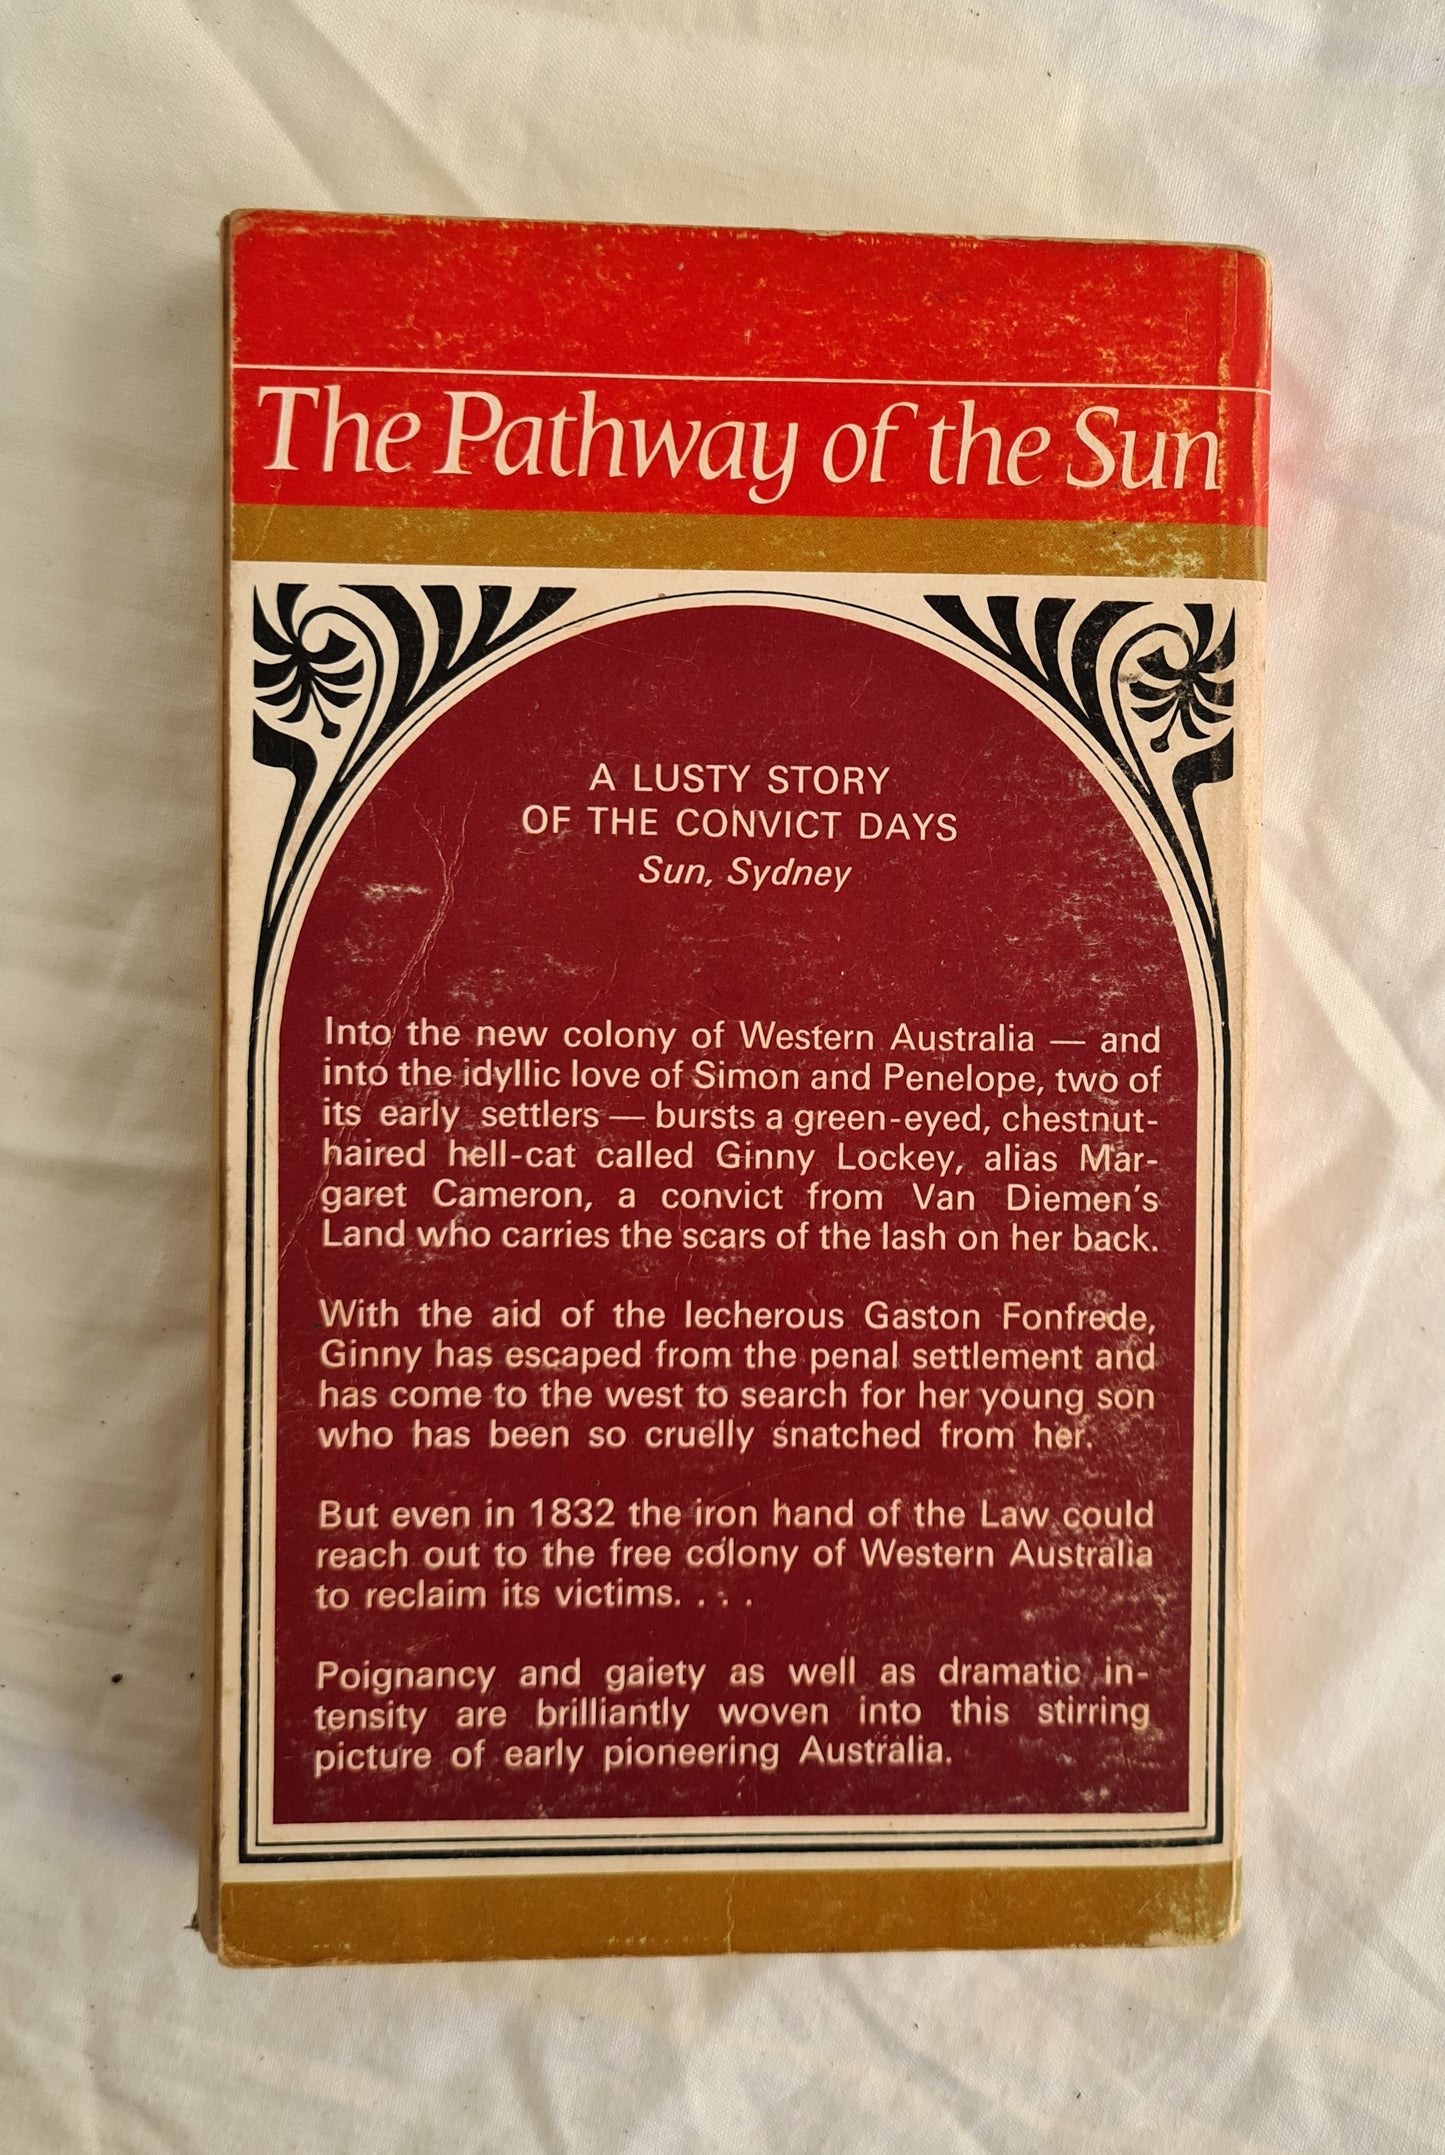 The Pathway of the Sun
A LUSTY STORY
OF THE CONVICT DAYS
Sun, Sydney
Into the new colony of Western Australia — and
into the idyllic love of Simon and Penelope, two of
its early settlers — bursts a green-eyed, chestnut-
haired hell-cat called Ginny Lockey, alias Mar-
garet Cameron, a convict from Van Diemen's
Land who carries the scars of the lash on her back.
With the aid of the lecherous Gaston Fonfrede,
Ginny has escaped from the penal settlement and
has come to the west to search for her young son
who has been so cruelly snatched from her.
But even in 1832 the iron hand of the Law could
reach out to the free colony of Western Australia
to reclaim its victims. . . .
Poignancy and gaiety as well as dramatic in-
tensity are brilliantly woven into this stirring
picture of early pioneering Australia.